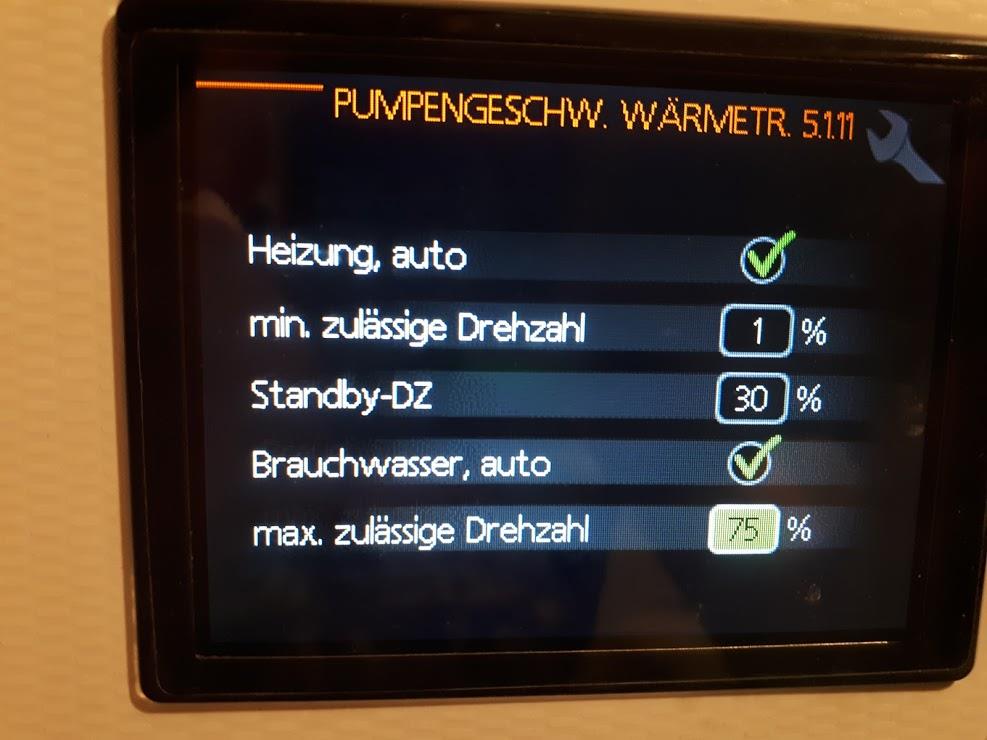 PUMPENGESCHW. WÄRMETR. 5.1.11
Heizung, auto
min. zulässige Drehzahl 1 %
Standby-DZ 30 %
Brauchwasser, auto
max. zulässige Drehzahl 75 %